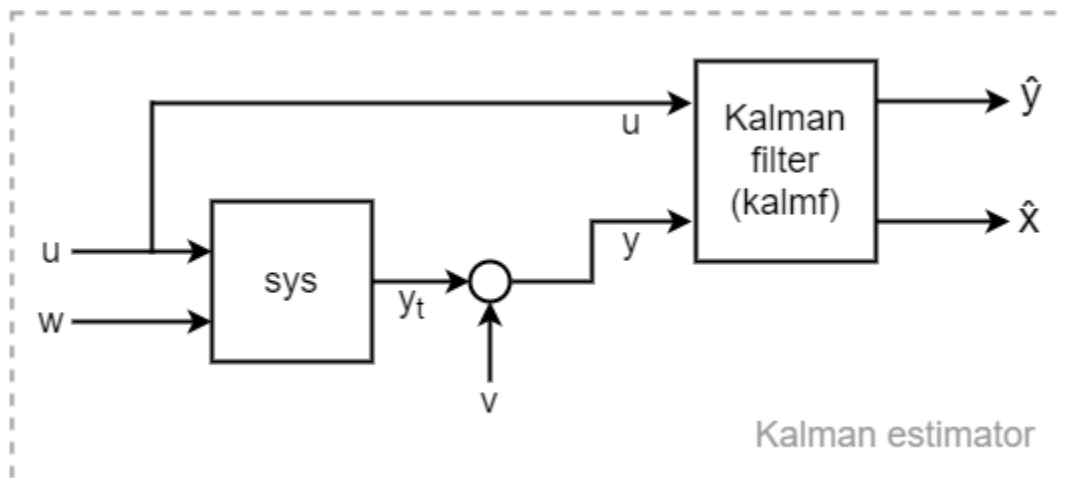 u
Kalman
filter
(kalmf)
ŷ
x̂
y
u
w
sys
yₜ
v
Kalman estimator